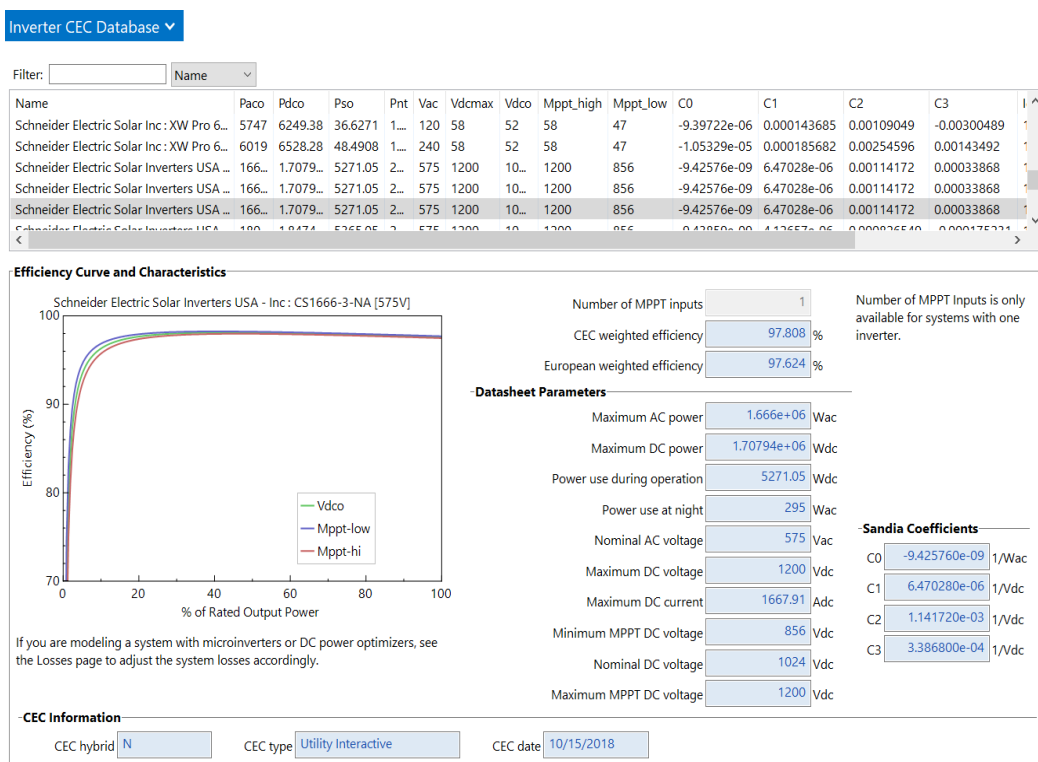 Inverter CEC Database
Filter: Name
Name Paco Pdco Pso Pnt Vac Vdcmax Vdco Mppt_high Mppt_low C0 C1 C2 C3
Schneider Electric Solar Inc : XW Pro 6... 5747 6249.38 36.6271 1.... 120 58 52 58 47 -9.39722e-06 0.000143685 0.00109049 -0.00300489
Schneider Electric Solar Inc : XW Pro 6... 6019 6528.28 48.4908 1.... 240 58 52 58 47 -1.05329e-05 0.000185682 0.00254596 0.00143492
Schneider Electric Solar Inverters USA ... 166... 1.7079... 5271.05 2... 575 1200 10... 1200 856 -9.42576e-09 6.47028e-06 0.00114172 0.00033868
Schneider Electric Solar Inverters USA ... 166... 1.7079... 5271.05 2... 575 1200 10... 1200 856 -9.42576e-09 6.47028e-06 0.00114172 0.00033868
Schneider Electric Solar Inverters USA ... 166... 1.7079... 5271.05 2... 575 1200 10... 1200 856 -9.42576e-09 6.47028e-06 0.00114172 0.00033868
Efficiency Curve and Characteristics
Schneider Electric Solar Inverters USA - Inc : CS1666-3-NA [575V]
100
90
80
70
Efficiency (%)
Vdco
Mppt-low
Mppt-hi
0 20 40 60 80 100
% of Rated Output Power
If you are modeling a system with microinverters or DC power optimizers, see
the Losses page to adjust the system losses accordingly.
Number of MPPT inputs 1
CEC weighted efficiency 97.808 %
European weighted efficiency 97.624 %
Number of MPPT Inputs is only
available for systems with one
inverter.
Datasheet Parameters
Maximum AC power 1.666e+06 Wac
Maximum DC power 1.70794e+06 Wdc
Power use during operation 5271.05 Wdc
Power use at night 295 Wac
Nominal AC voltage 575 Vac
Maximum DC voltage 1200 Vdc
Maximum DC current 1667.91 Adc
Minimum MPPT DC voltage 856 Vdc
Nominal DC voltage 1024 Vdc
Maximum MPPT DC voltage 1200 Vdc
Sandia Coefficients
C0 -9.425760e-09 1/Wac
C1 6.470280e-06 1/Vdc
C2 1.141720e-03 1/Vdc
C3 3.386800e-04 1/Vdc
CEC Information
CEC hybrid N CEC type Utility Interactive CEC date 10/15/2018